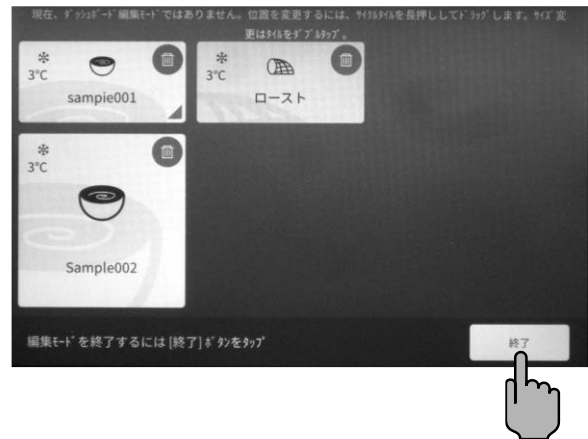 現在、ﾀﾞｯｼｭﾎﾞｰﾄﾞ編集ﾓｰﾄﾞではありません。位置を変更するには、ｻｲｸﾙﾀｲﾙを長押ししてﾄﾞﾗｯｸﾞします。ｻｲｽﾞ変
更はﾀｲﾙをﾀﾞﾌﾞﾙﾀｯﾌﾟ。
3°C
sampie001
3°C
ロースト
3°C
Sample002
編集ﾓｰﾄﾞを終了するには [終了] ﾎﾞﾀﾝをﾀｯﾌﾟ
終了